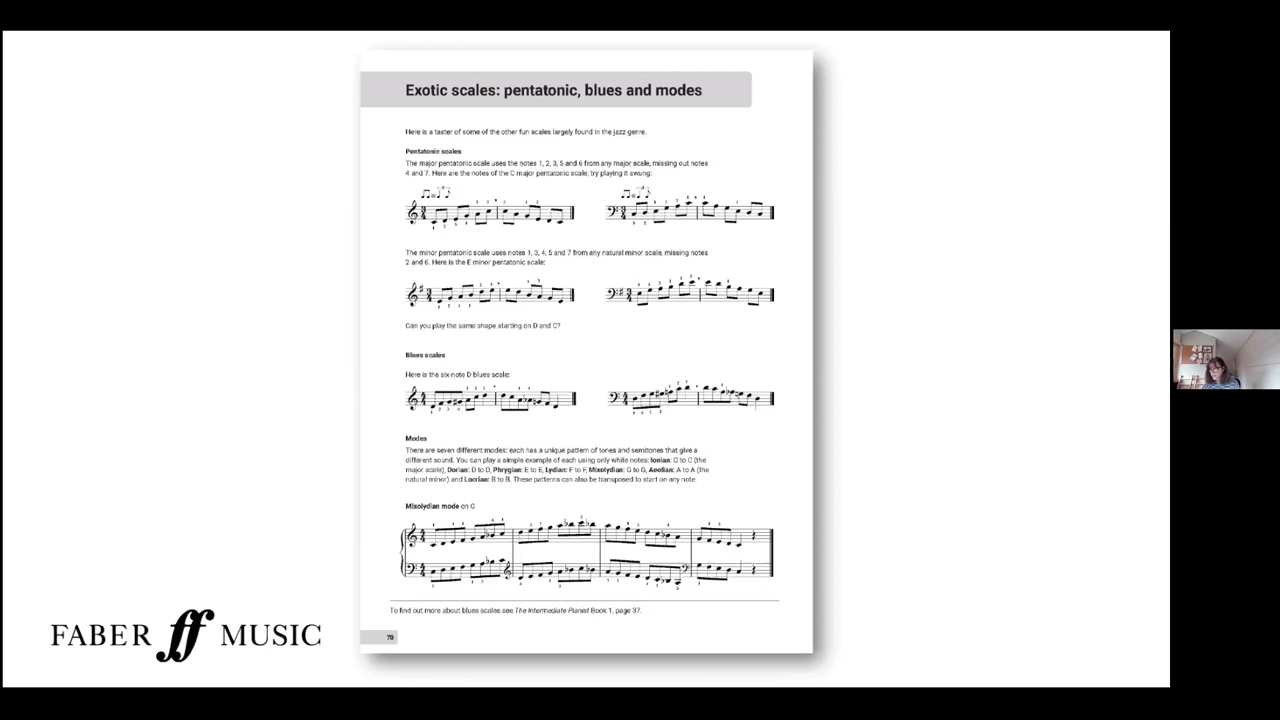 Exotic scales: pentatonic, blues and modes
Here is a taster of some of the other fun scales largely found in the jazz genre.
Pentatonic scales
The major pentatonic scale uses the notes 1, 2, 3, 5 and 6 from any major scale, missing out notes
4 and 7. Here are the notes of the C major pentatonic scale; try playing it swung:
The minor pentatonic scale uses notes 1, 3, 4, 5 and 7 from any natural minor scale, missing notes
2 and 6. Here is the E minor pentatonic scale:
Can you play the same shape starting on D and C?
Blues scales
Here is the six-note D blues scale:
Modes
There are seven different modes: each has a unique pattern of tones and semitones that give a
different sound. You can play a simple example of each using only white notes: Ionian: C to C (the
major scale), Dorian: D to D, Phrygian: E to E, Lydian: F to F, Mixolydian: G to G, Aeolian: A to A (the
natural minor) and Locrian: B to B. These patterns can also be transposed to start on any note.
Mixolydian mode on C
To find out more about blues scales see The Intermediate Pianist Book 1, page 37.
78
FABER ff MUSIC